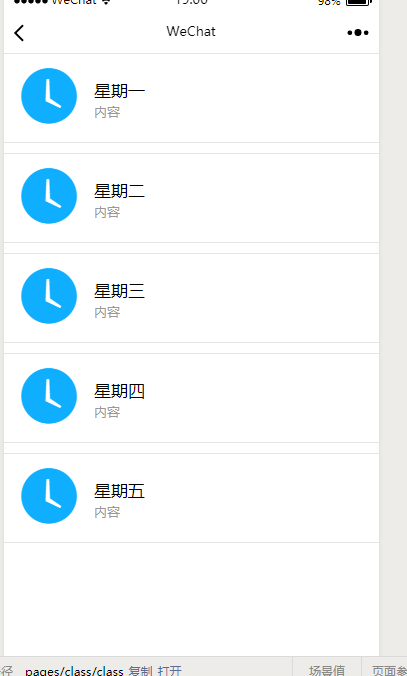 WeChat 98%
WeChat
星期一
内容
星期二
内容
星期三
内容
星期四
内容
星期五
内容
pages/class/class 复制 打开 场景值 页面参